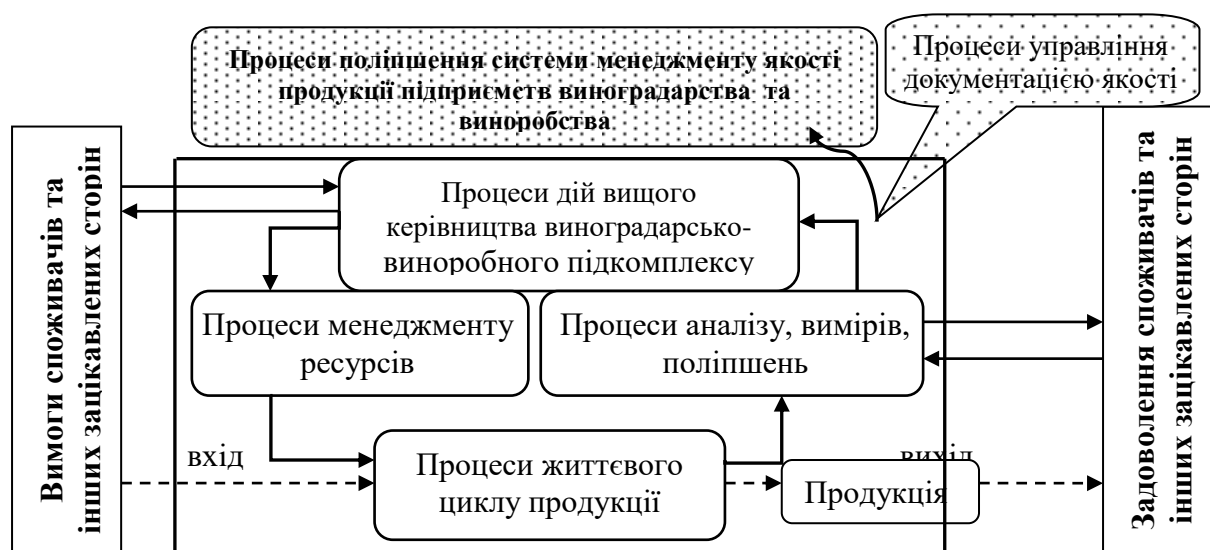 Процеси поліпшення системи менеджменту якості
продукції підприємств виноградарства та
виноробства
Процеси управління
документацією якості
Вимоги споживачів та
інших зацікавлених сторін
Процеси дій вищого
керівництва виноградарсько-
виноробного підкомплексу
Процеси менеджменту
ресурсів
Процеси аналізу, вимірів,
поліпшень
вхід
Процеси життєвого
циклу продукції
вихід
Продукція
Задоволення споживачів та
інших зацікавлених сторін